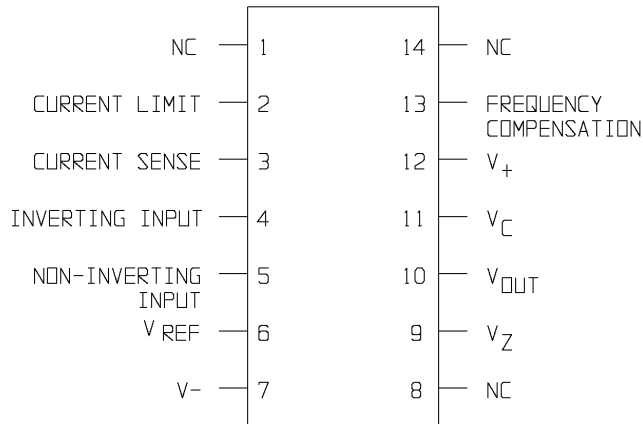 NC 1 14 NC
CURRENT LIMIT 2 13 FREQUENCY
COMPENSATION
CURRENT SENSE 3 12 V+
INVERTING INPUT 4 11 VC
NON-INVERTING 5 10 VOUT
INPUT
VREF 6 9 VZ
V- 7 8 NC